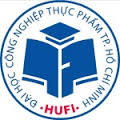 ĐẠI HỌC CÔNG NGHIỆP THỰC PHẨM TP. HỒ CHÍ MINH
HUFI